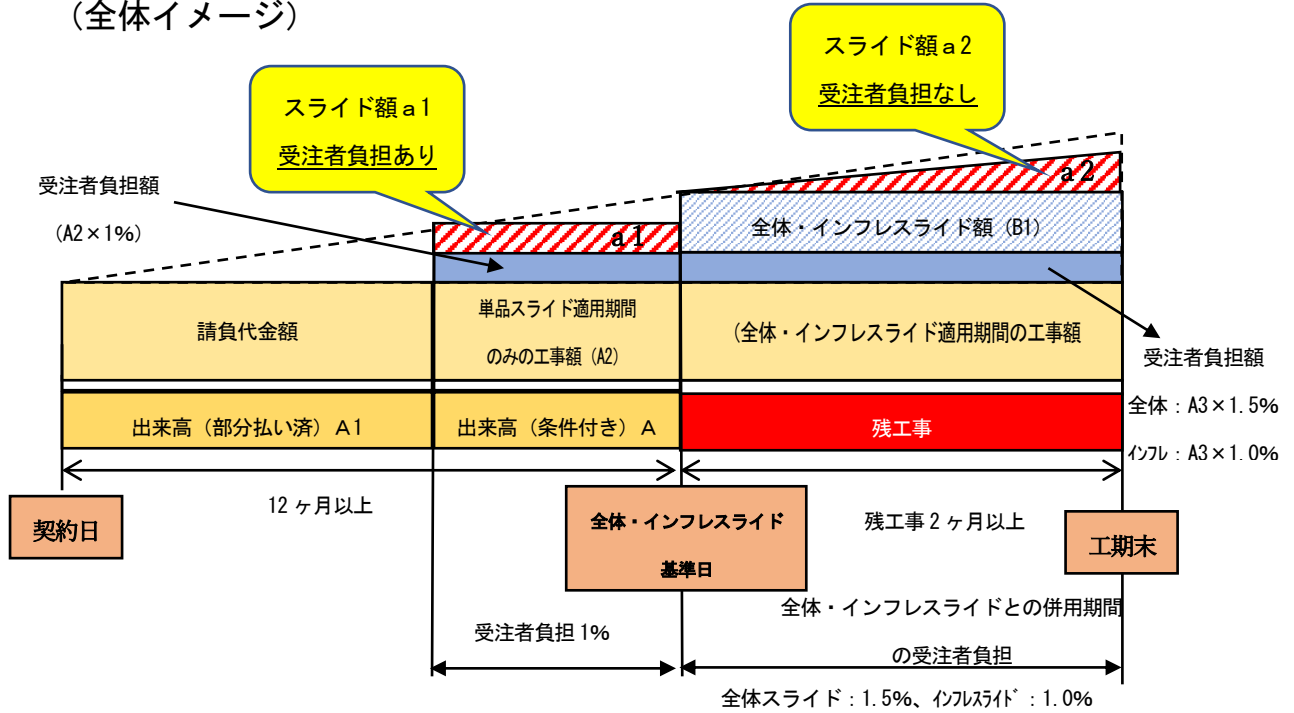 （全体イメージ）
スライド額ａ2
受注者負担なし
スライド額ａ1
受注者負担あり
受注者負担額
（A2×1%）
ａ2
ａ1
全体・インフレスライド額（B1）
請負代金額
単品スライド適用期間
のみの工事額（A2）
（全体・インフレスライド適用期間の工事額
受注者負担額
全体：A3×1.5%
ｲﾝﾌﾚ：A3×1.0%
出来高（部分払い済）Ａ1
出来高（条件付き）Ａ
残工事
12ヶ月以上
残工事2ヶ月以上
契約日
全体・インフレスライド
基準日
工期末
全体・インフレスライドとの併用期間
の受注者負担
受注者負担1%
全体スライド：1.5%、ｲﾝﾌﾚｽﾗｲﾄﾞ：1.0%